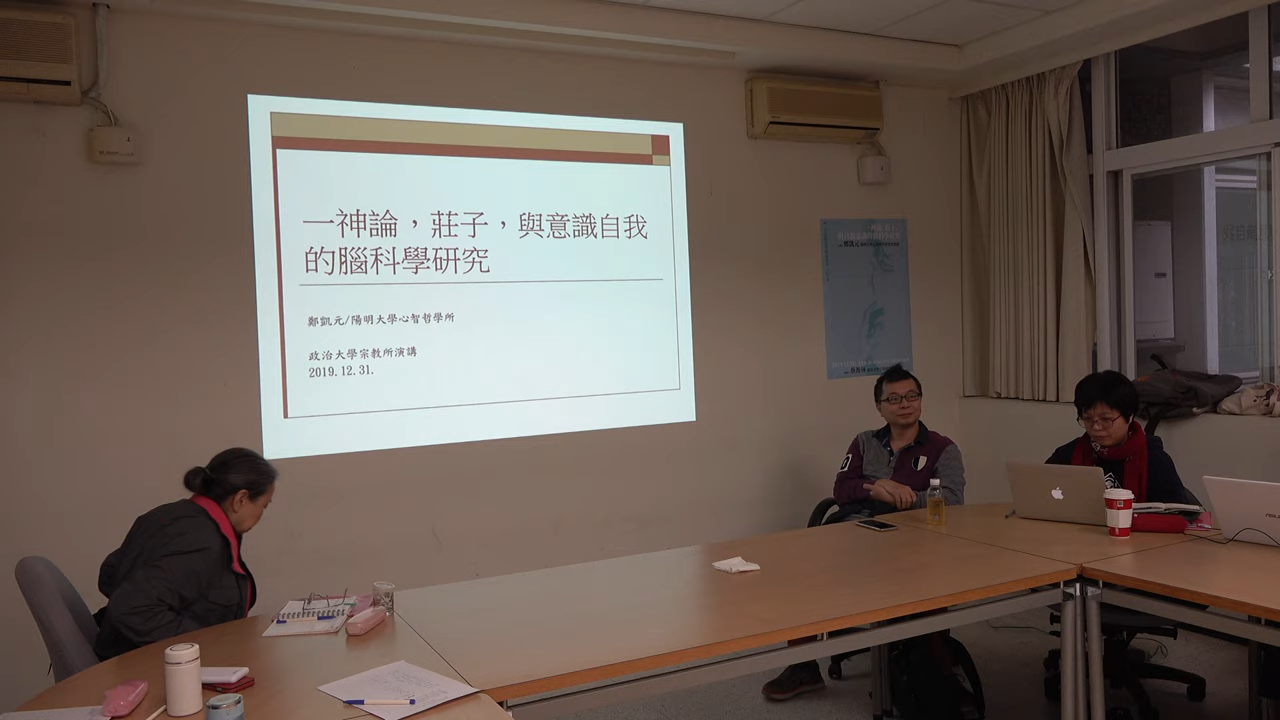 一神論，莊子，與意識自我
的腦科學研究
鄭凱元/陽明大學心智哲學所
政治大學宗教所演講
2019.12.31.